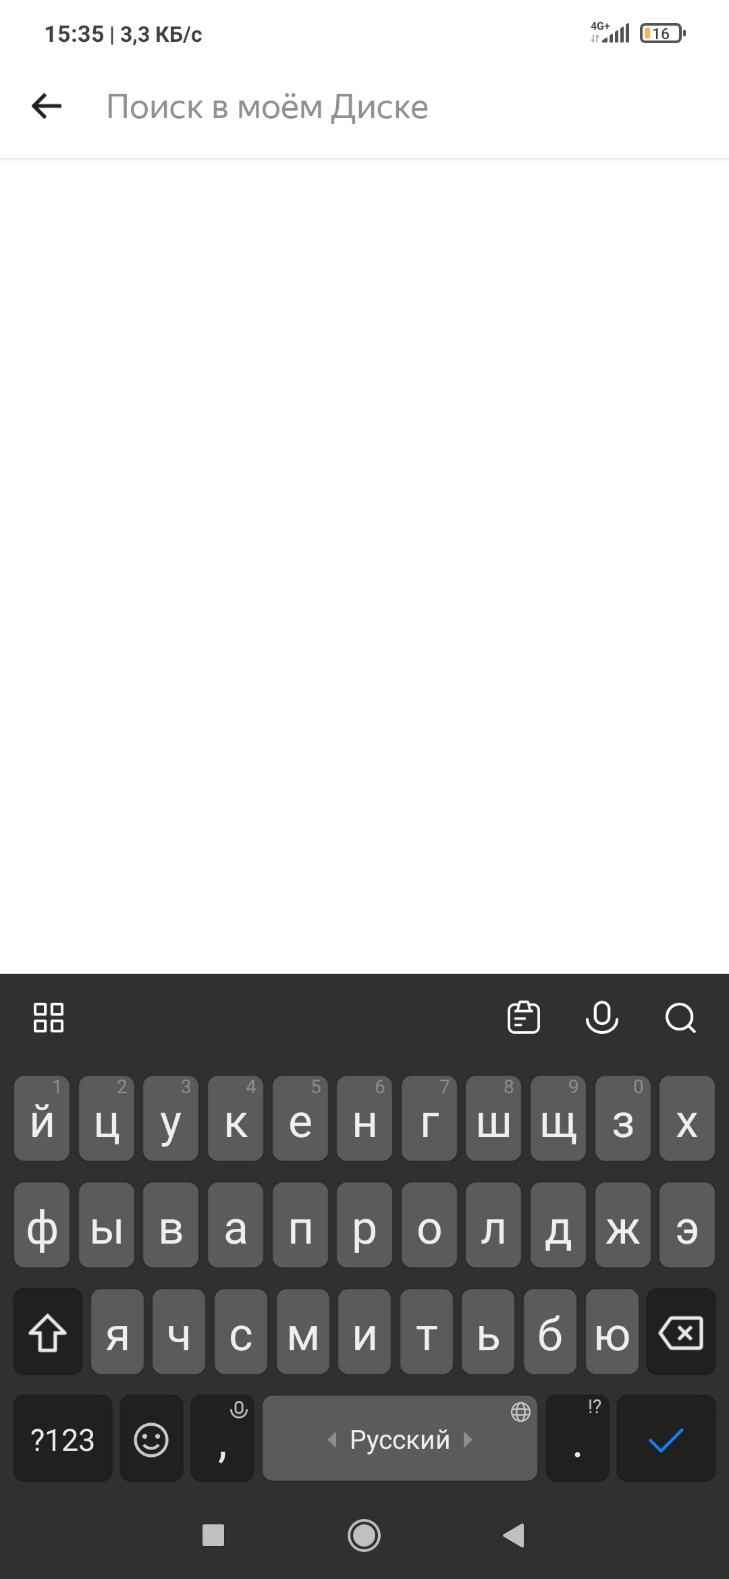 15:35 | 3,3 КБ/с 4G+ 16
Поиск в моём Диске
1 2 3 4 5 6 7 8 9 0
й ц у к е н г ш щ з х
ф ы в а п р о л д ж э
я ч с м и т ь б ю
!?
?123 , Русский .